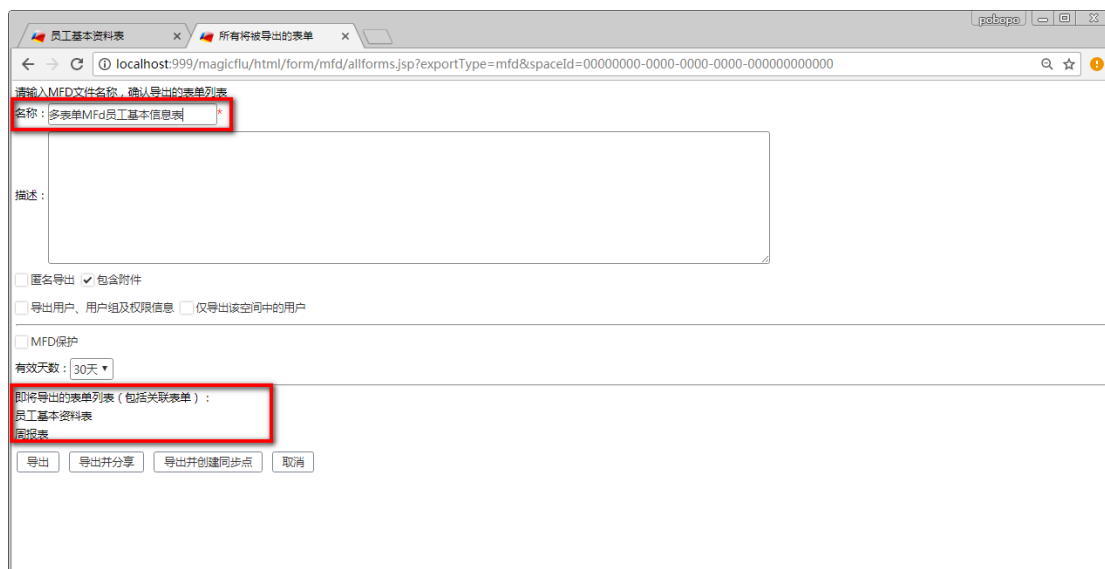 pobopo
员工基本资料表
所有将被导出的表单
localhost:999/magicflu/html/form/mfd/allforms.jsp?exportType=mfd&spaceId=00000000-0000-0000-0000-000000000000
请输入MFD文件名称，确认导出的表单列表
名称：多表单MFd员工基本信息表*
描述：
匿名导出 包含附件
导出用户、用户组及权限信息 仅导出该空间中的用户
MFD保护
有效天数：30天
即将导出的表单列表（包括关联表单）：
员工基本资料表
周报表
导出 导出并分享 导出并创建同步点 取消